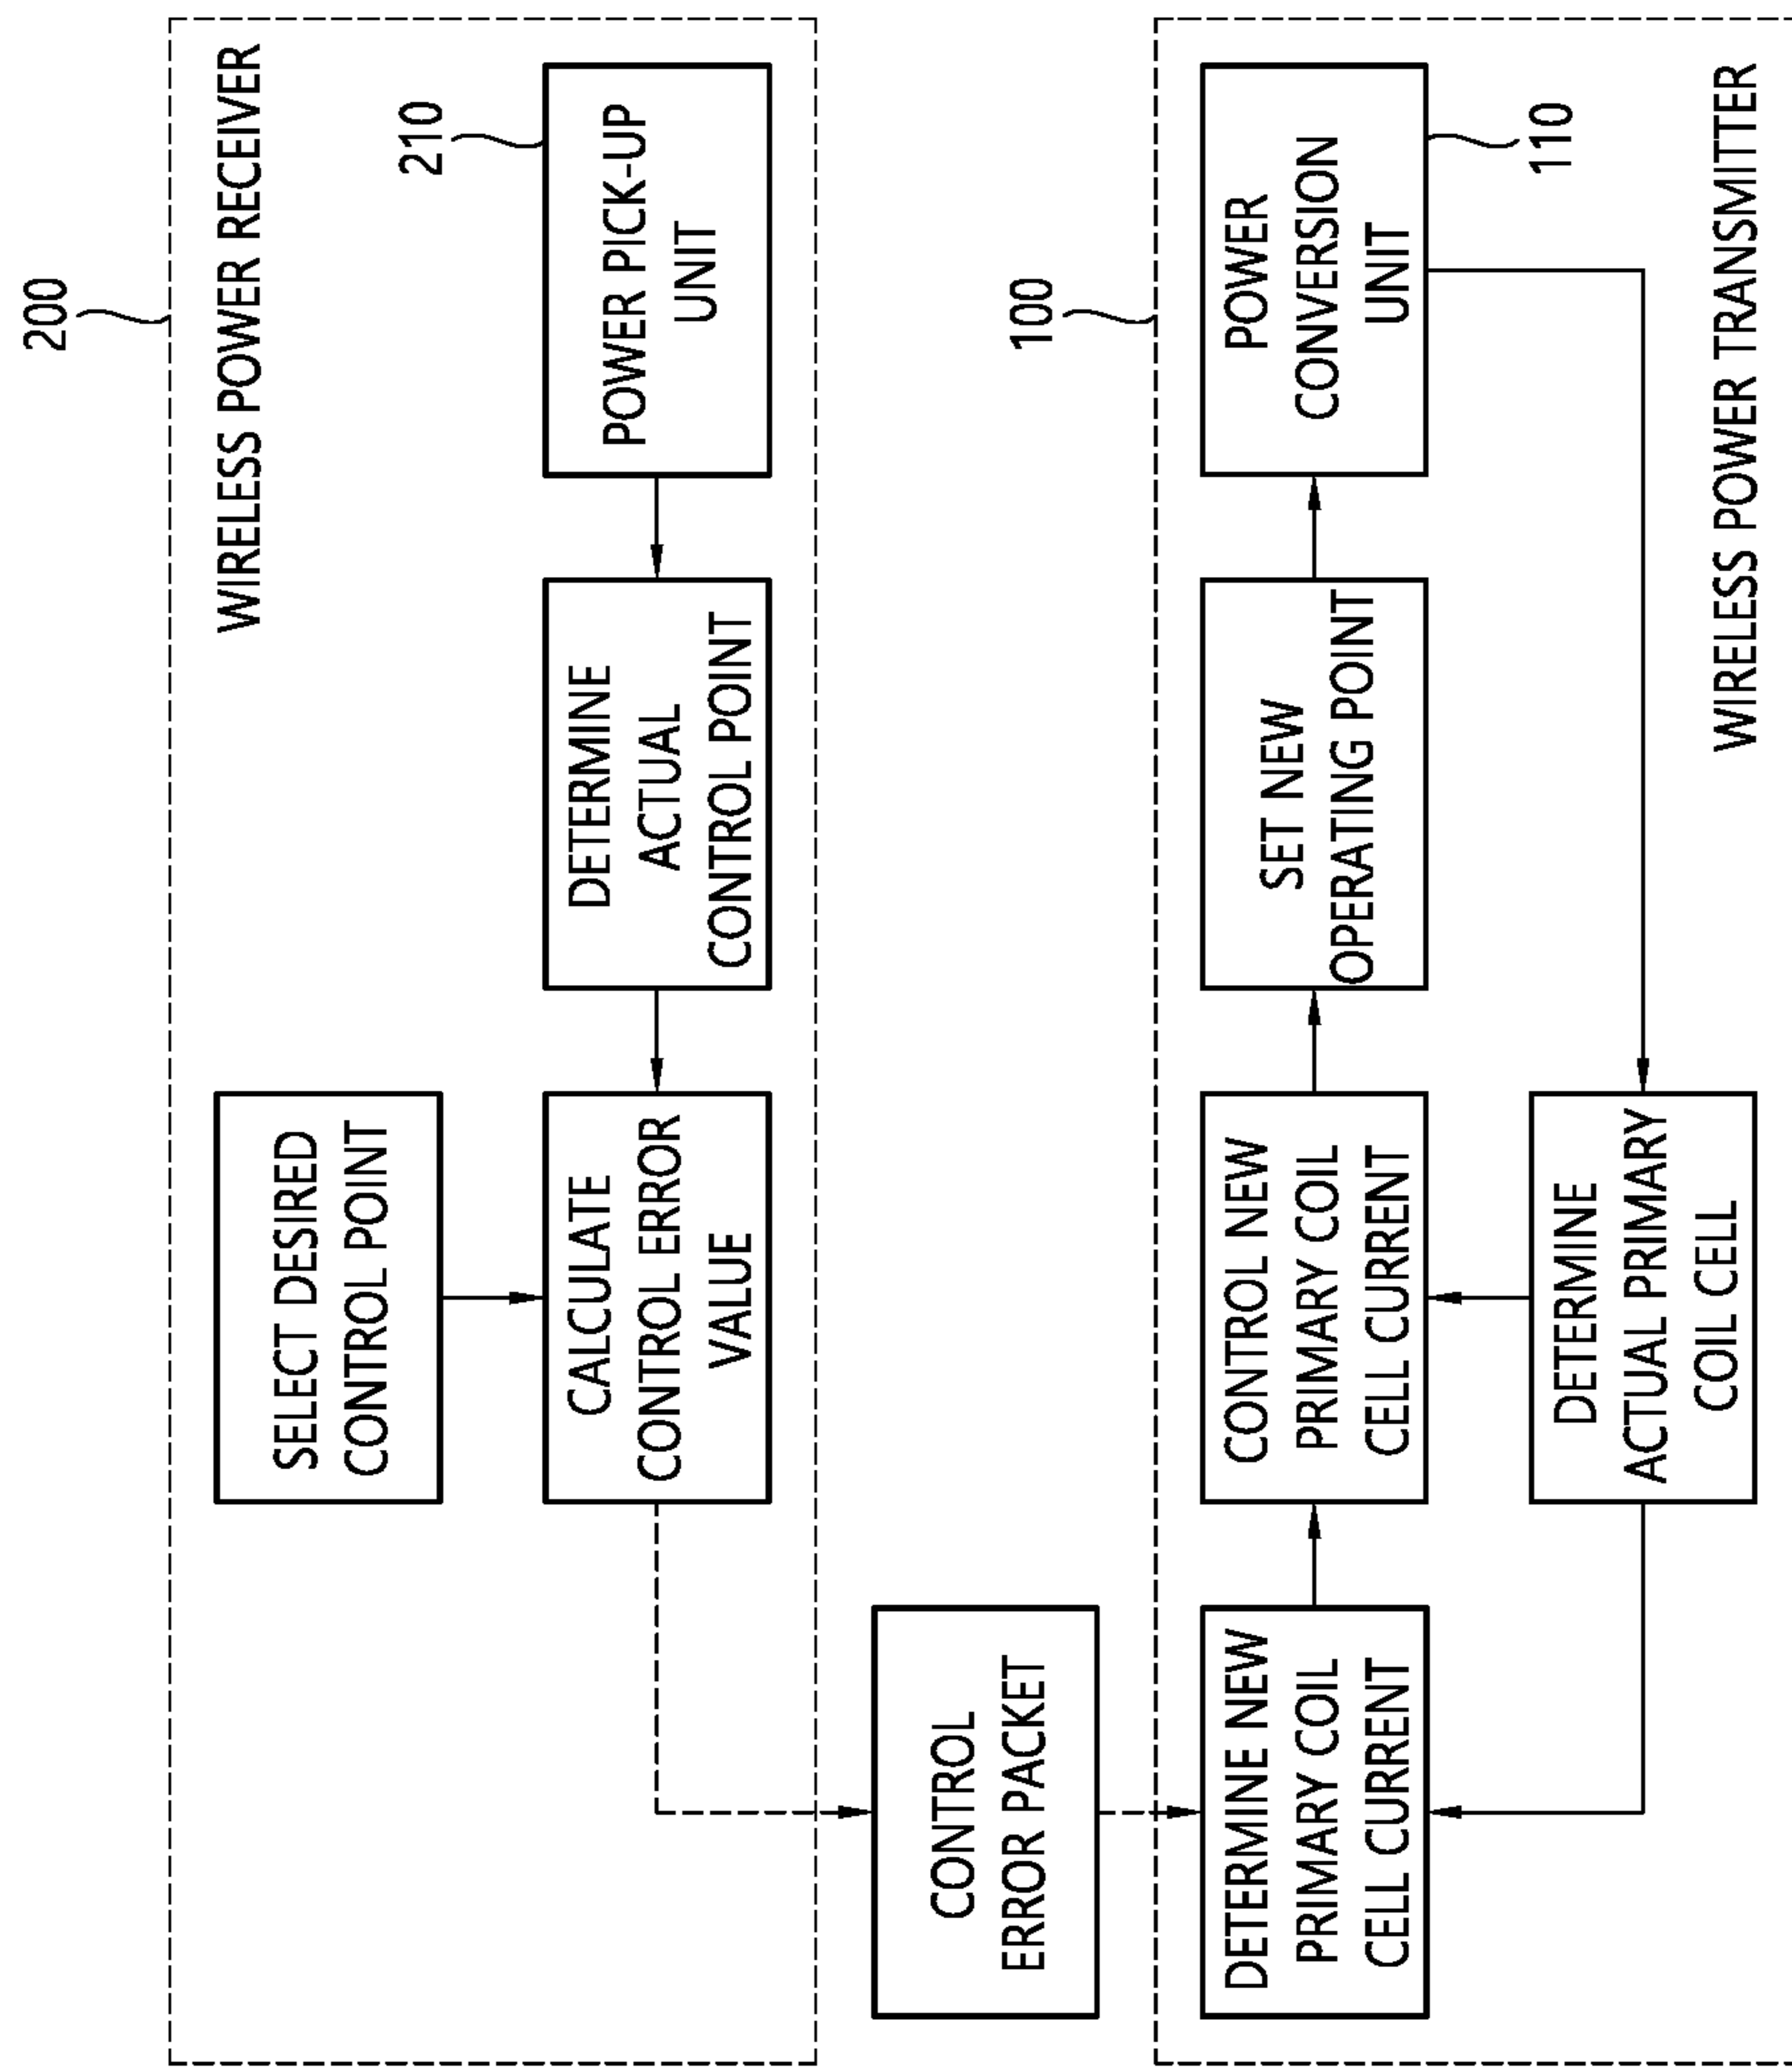 200
WIRELESS POWER RECEIVER
SELECT DESIRED
CONTROL POINT
210
POWER PICK-UP
UNIT
DETERMINE
ACTUAL
CONTROL POINT
CALCULATE
CONTROL ERROR
VALUE
CONTROL
ERROR PACKET
100
DETERMINE NEW
PRIMARY COIL
CELL CURRENT
CONTROL NEW
PRIMARY COIL
CELL CURRENT
SET NEW
OPERATING POINT
POWER
CONVERSION
UNIT
110
DETERMINE
ACTUAL PRIMARY
COIL CELL
WIRELESS POWER TRANSMITTER